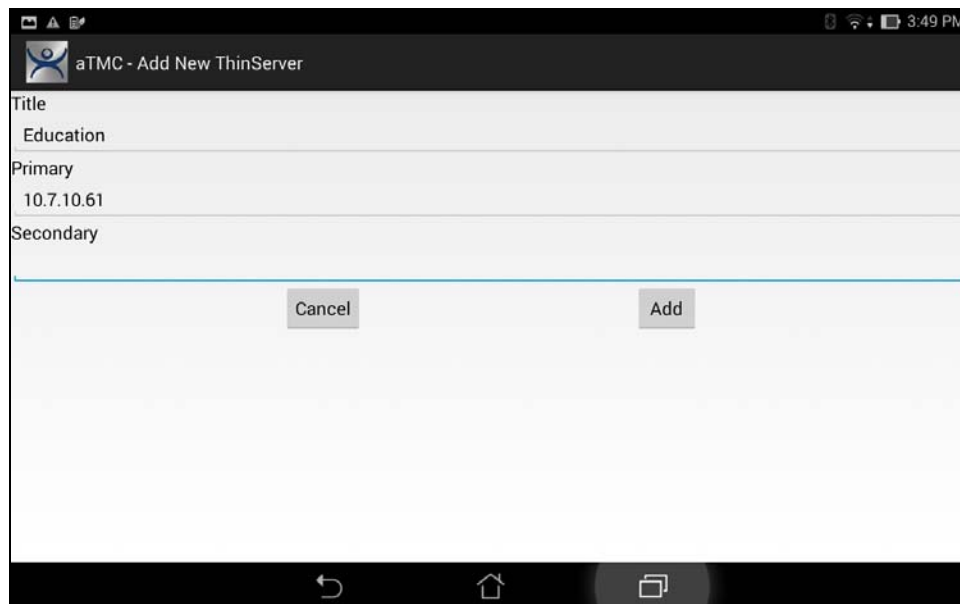 3:49 PM
aTMC - Add New ThinServer
Title
Education
Primary
10.7.10.61
Secondary
Cancel Add